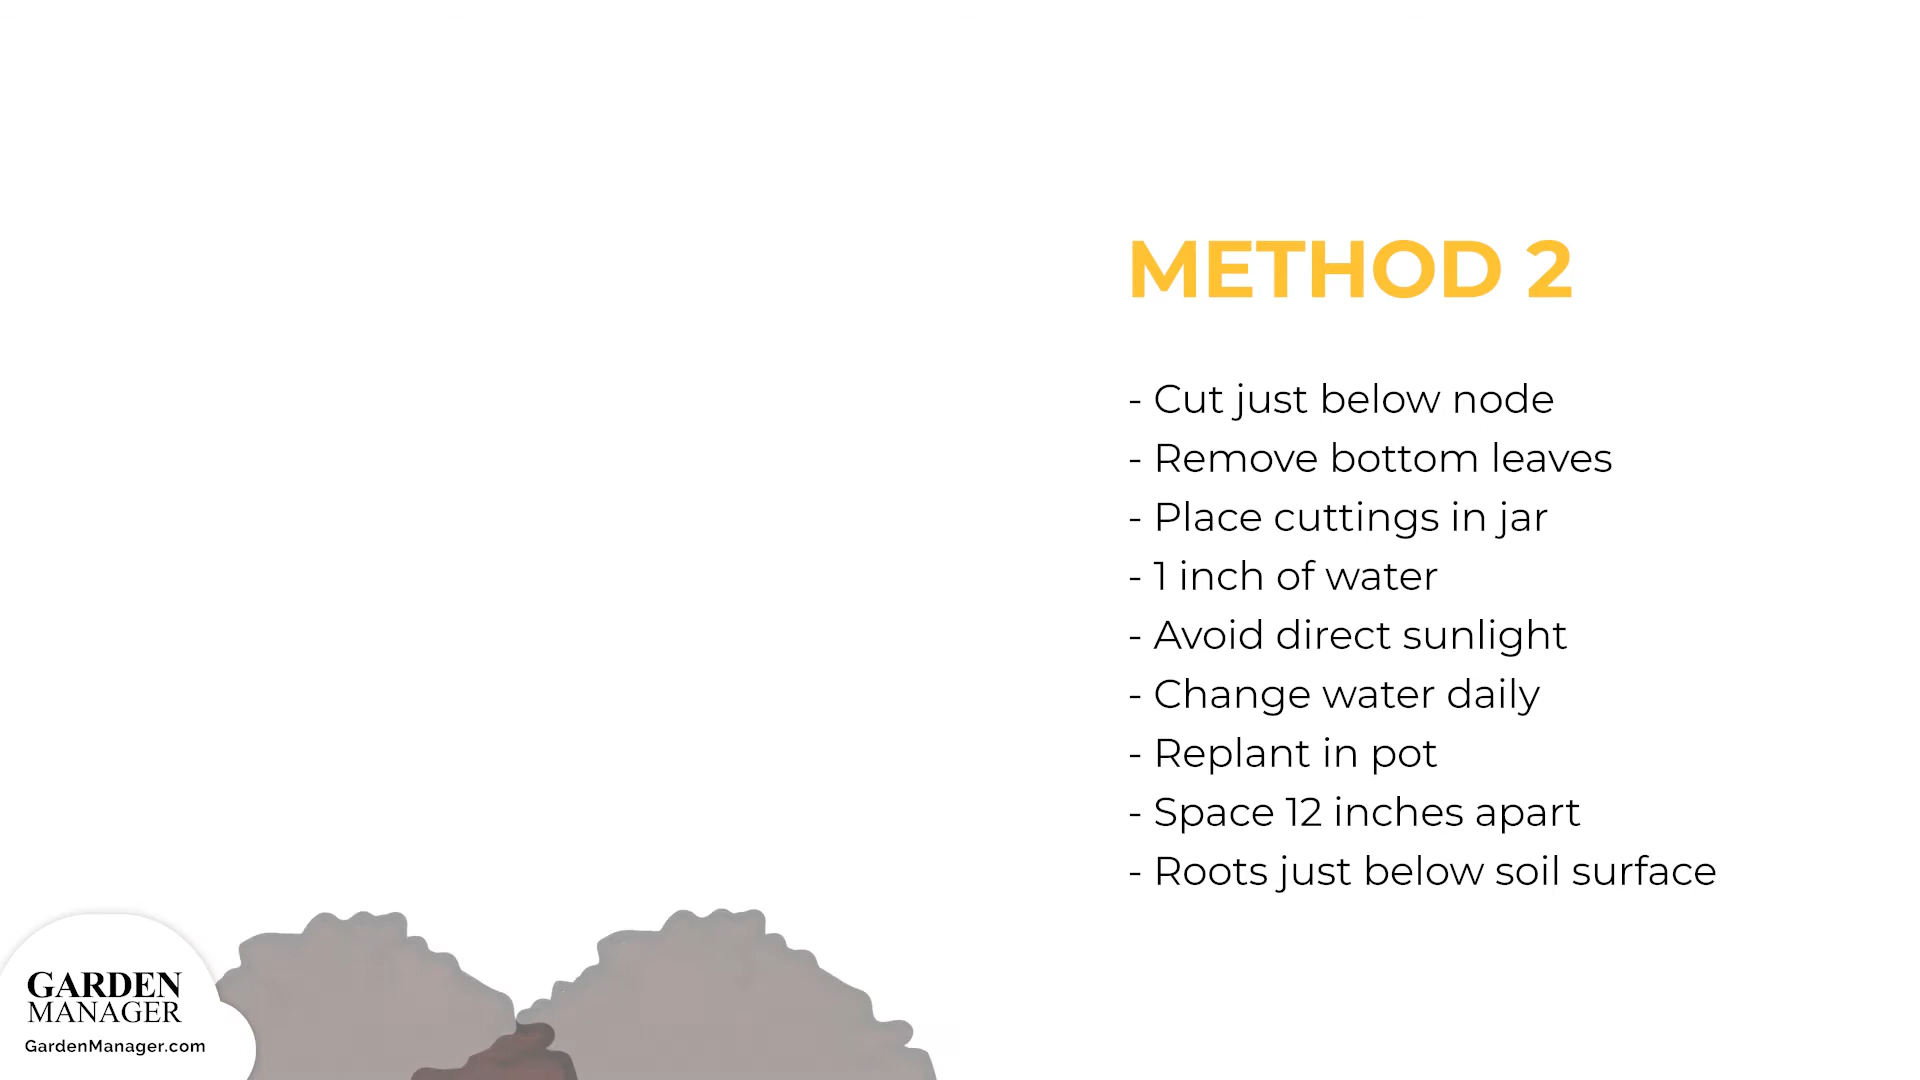 METHOD 2
- Cut just below node
- Remove bottom leaves
- Place cuttings in jar
- 1 inch of water
- Avoid direct sunlight
- Change water daily
- Replant in pot
- Space 12 inches apart
- Roots just below soil surface
GARDEN
MANAGER
GardenManager.com